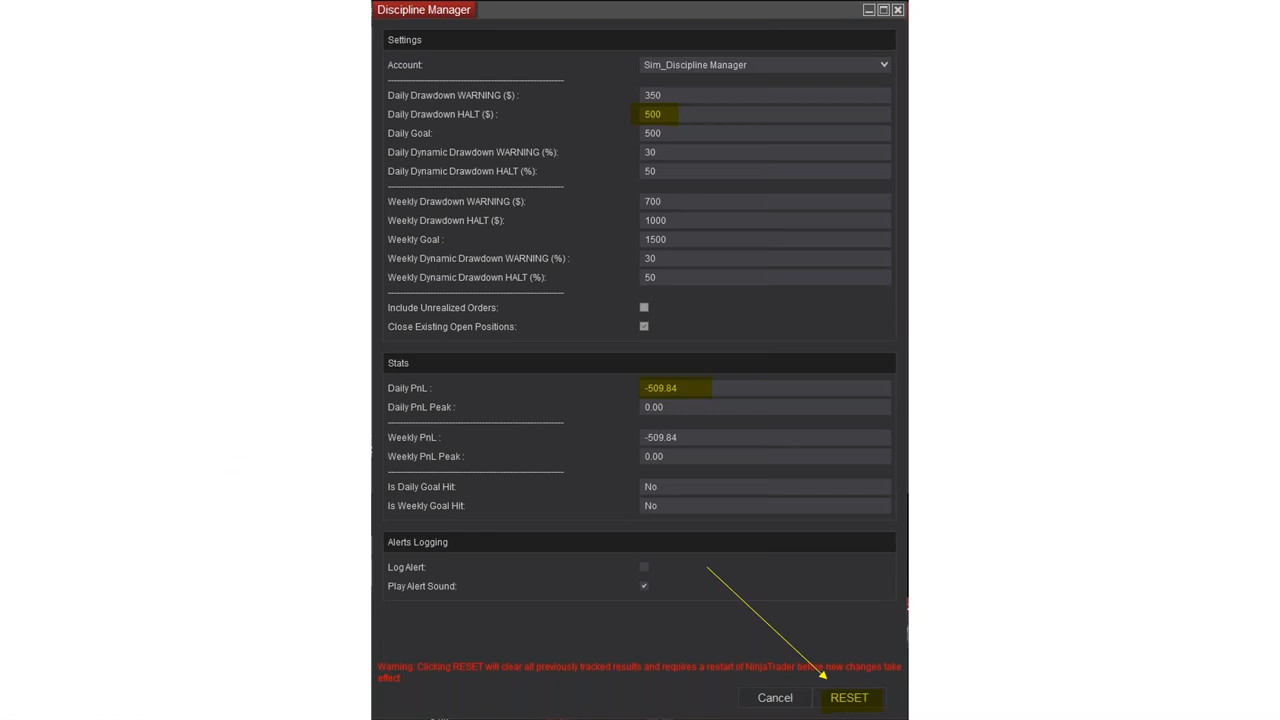 Discipline Manager
Settings
Account: Sim_Discipline Manager
Daily Drawdown WARNING ($) : 350
Daily Drawdown HALT ($) : 500
Daily Goal: 500
Daily Dynamic Drawdown WARNING (%): 30
Daily Dynamic Drawdown HALT (%): 50
Weekly Drawdown WARNING ($): 700
Weekly Drawdown HALT ($): 1000
Weekly Goal : 1500
Weekly Dynamic Drawdown WARNING (%) : 30
Weekly Dynamic Drawdown HALT (%): 50
Include Unrealized Orders:
Close Existing Open Positions:
Stats
Daily PnL : -509.84
Daily PnL Peak : 0.00
Weekly PnL : -509.84
Weekly PnL Peak : 0.00
Is Daily Goal Hit: No
Is Weekly Goal Hit: No
Alerts Logging
Log Alert:
Play Alert Sound:
Warning: Clicking RESET will clear all previously tracked results and requires a restart of NinjaTrader before new changes take
effect
Cancel RESET